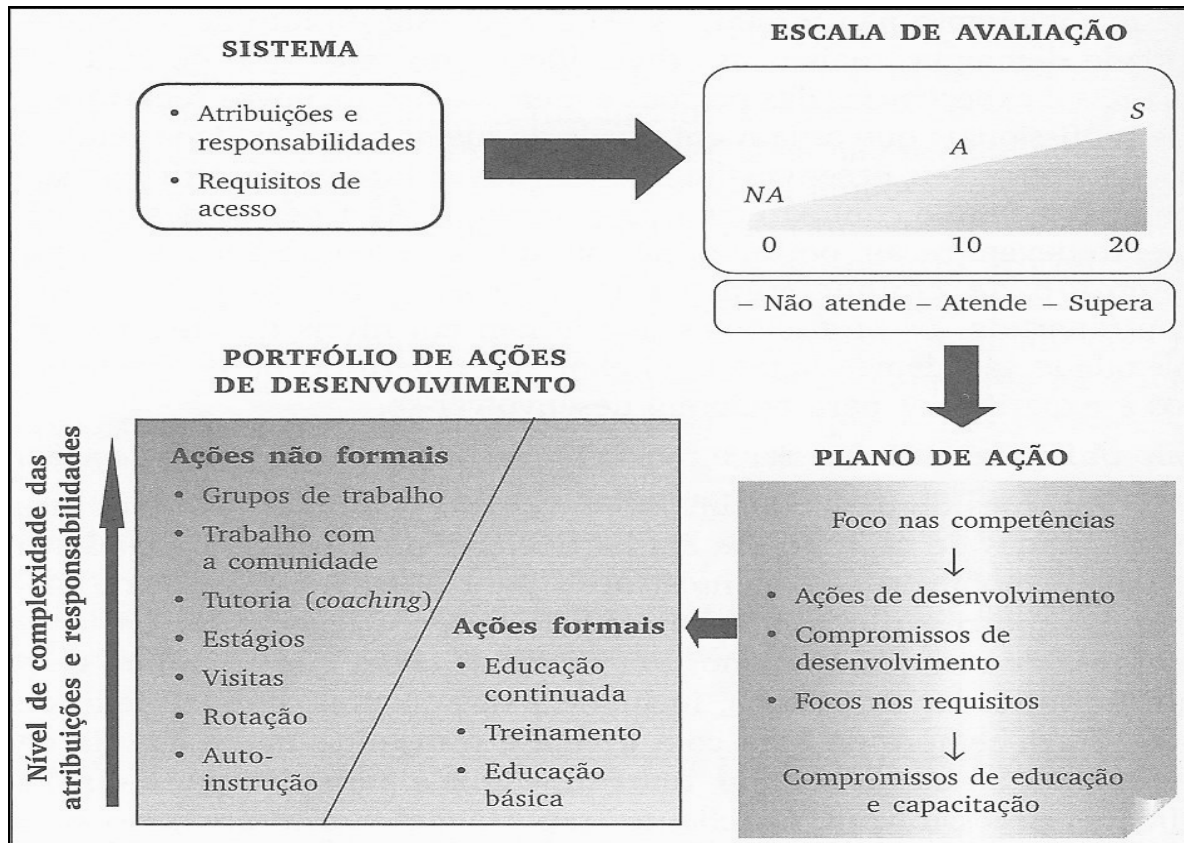 SISTEMA
• Atribuições e
responsabilidades
• Requisitos de
acesso
ESCALA DE AVALIAÇÃO
NA
A
S
0
10
20
– Não atende – Atende – Supera
PLANO DE AÇÃO
Foco nas competências
↓
• Ações de desenvolvimento
• Compromissos de
desenvolvimento
• Focos nos requisitos
↓
Compromissos de educação
e capacitação
PORTFÓLIO DE AÇÕES
DE DESENVOLVIMENTO
Nível de complexidade das
atribuições e responsabilidades
Ações não formais
• Grupos de trabalho
• Trabalho com
a comunidade
• Tutoria (coaching)
• Estágios
• Visitas
• Rotação
• Auto-
instrução
Ações formais
• Educação
continuada
• Treinamento
• Educação
básica